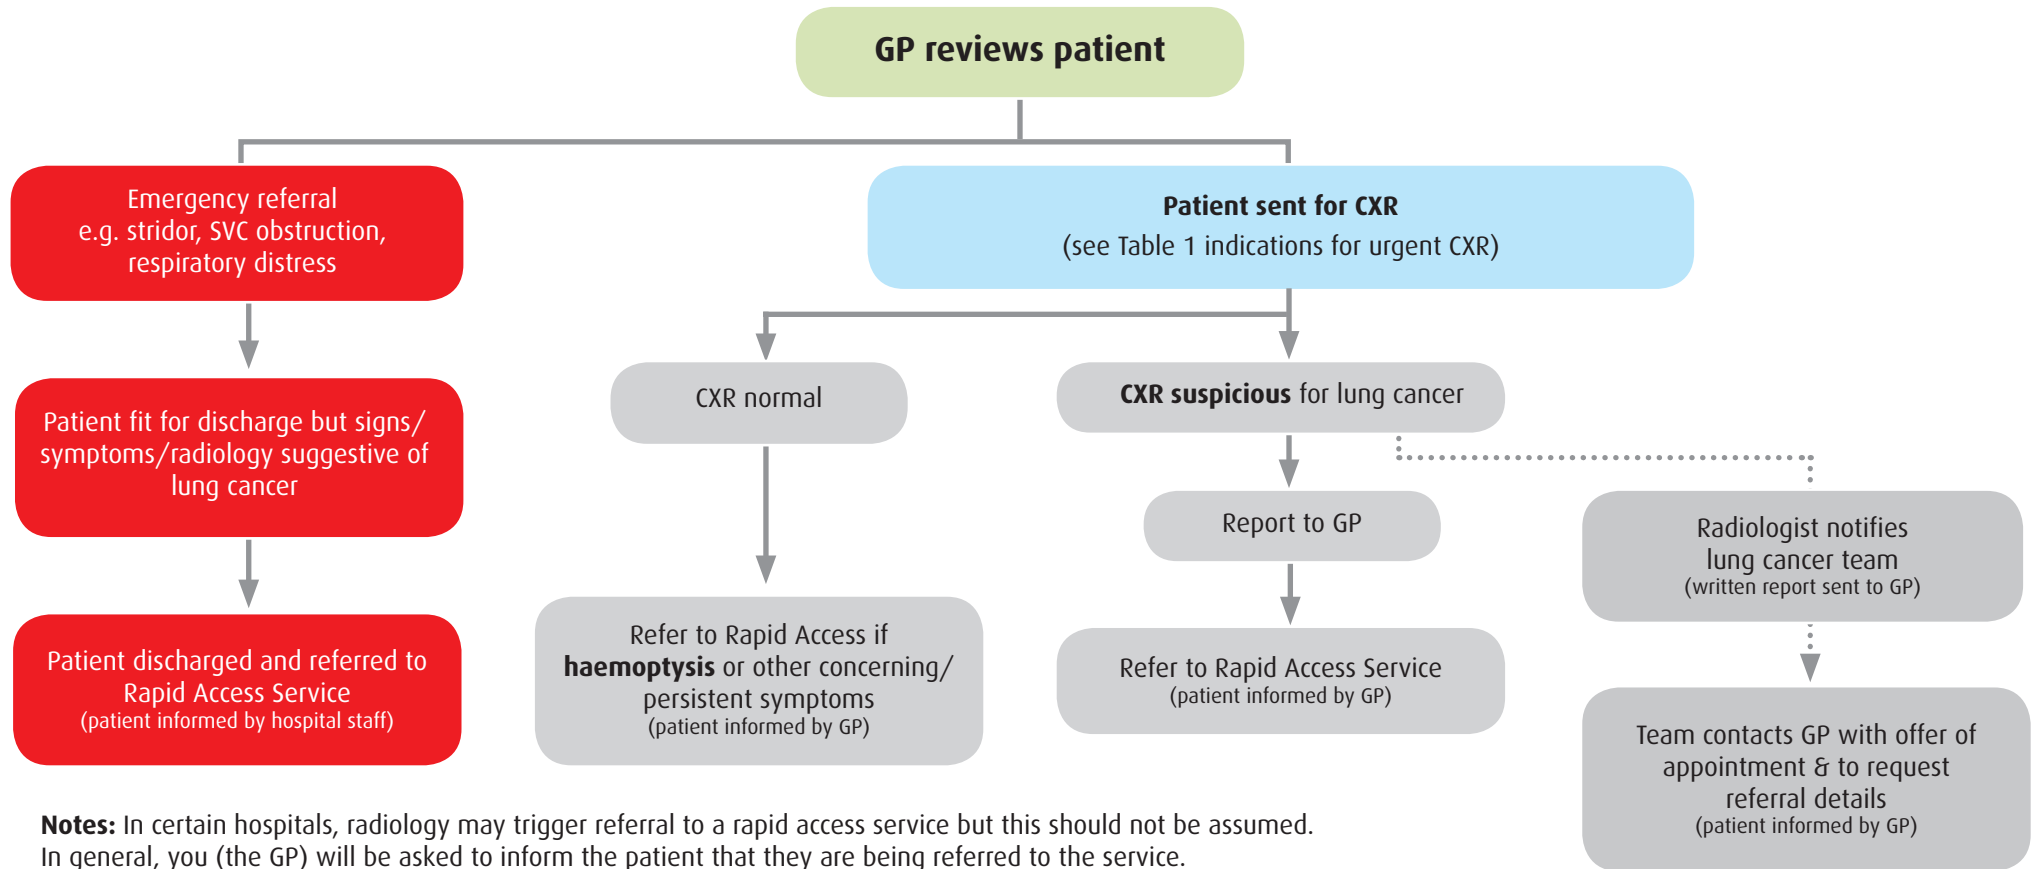 GP reviews patient
Emergency referral
e.g. stridor, SVC obstruction,
respiratory distress
Patient fit for discharge but signs/
symptoms/radiology suggestive of
lung cancer
Patient discharged and referred to
Rapid Access Service
(patient informed by hospital staff)
Patient sent for CXR
(see Table 1 indications for urgent CXR)
CXR normal
Refer to Rapid Access if
haemoptysis or other concerning/
persistent symptoms
(patient informed by GP)
CXR suspicious for lung cancer
Report to GP
Refer to Rapid Access Service
(patient informed by GP)
Radiologist notifies
lung cancer team
(written report sent to GP)
Team contacts GP with offer of
appointment & to request
referral details
(patient informed by GP)
Notes: In certain hospitals, radiology may trigger referral to a rapid access service but this should not be assumed.
In general, you (the GP) will be asked to inform the patient that they are being referred to the service.